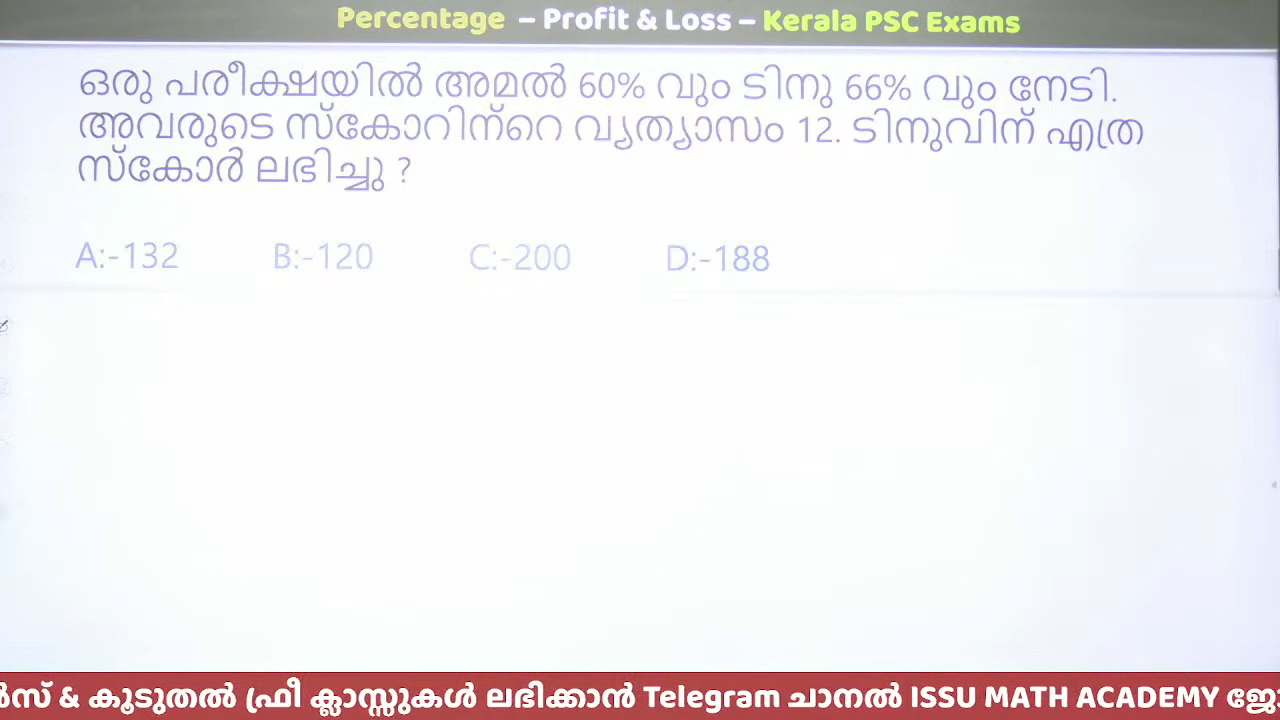 Percentage – Profit & Loss – Kerala PSC Exams
ഒരു പരീക്ഷയിൽ അമൽ 60% വും ടിനു 66% വും നേടി.
അവരുടെ സ്കോറിന്റെ വ്യത്യാസം 12. ടിനുവിന് എത്ര
സ്കോർ ലഭിച്ചു ?
A:-132 B:-120 C:-200 D:-188
& കൂടുതൽ ഫ്രീ ക്ലാസ്സുകൾ ലഭിക്കാൻ Telegram ചാനൽ ISSU MATH ACADEMY